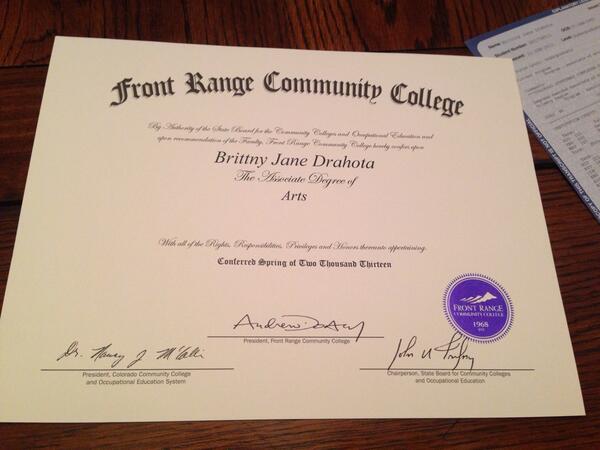 Front Range Community College
By Authority of the State Board for the Community Colleges and Occupational Education and
upon recommendation of the Faculty, Front Range Community College hereby confers upon
Brittny Jane Drahota
The Associate Degree of
Arts
With all of the Rights, Responsibilities, Privileges and Honors thereunto appertaining.
Conferred Spring of Two Thousand Thirteen
FRONT RANGE
COMMUNITY COLLEGE
1968
President, Front Range Community College
Dr. Nancy J McCallin
President, Colorado Community College
and Occupational Education System
Chairperson, State Board for Community Colleges
and Occupational Education